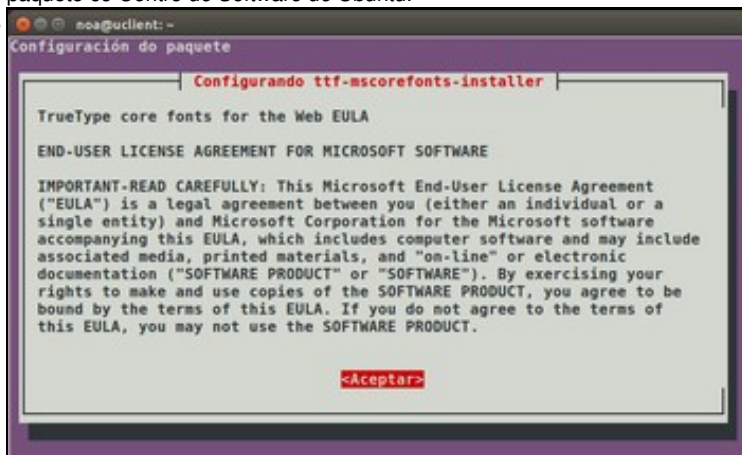 paquete co Centro de Software de Ubuntu.
noa@uclient: ~
Configuración do paquete
Configurando ttf-mscorefonts-installer
TrueType core fonts for the Web EULA
END-USER LICENSE AGREEMENT FOR MICROSOFT SOFTWARE
IMPORTANT-READ CAREFULLY: This Microsoft End-User License Agreement
("EULA") is a legal agreement between you (either an individual or a
single entity) and Microsoft Corporation for the Microsoft software
accompanying this EULA, which includes computer software and may include
associated media, printed materials, and "on-line" or electronic
documentation ("SOFTWARE PRODUCT" or "SOFTWARE"). By exercising your
rights to make and use copies of the SOFTWARE PRODUCT, you agree to be
bound by the terms of this EULA. If you do not agree to the terms of
this EULA, you may not use the SOFTWARE PRODUCT.
<Aceptar>